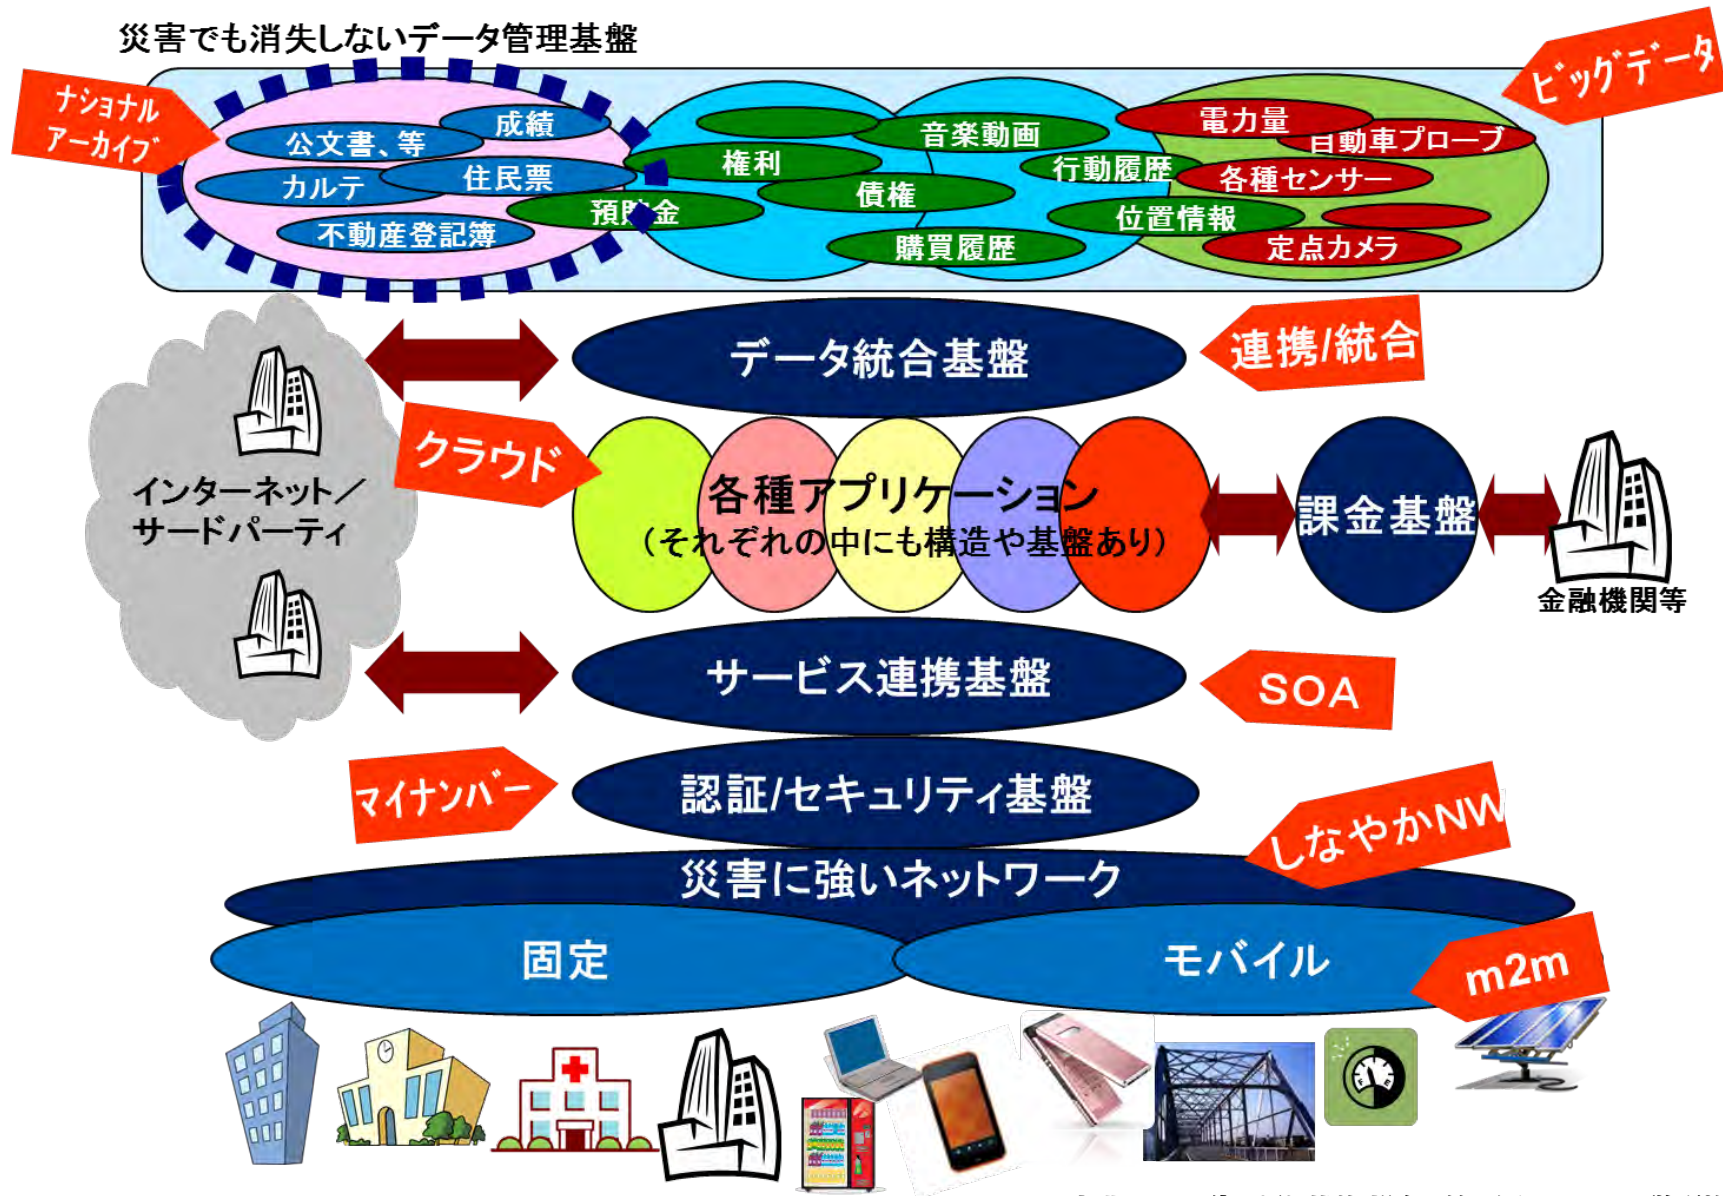 災害でも消失しないデータ管理基盤
ナショナル
アーカイブ
ビッグデータ
成績
公文書、等
カルテ
住民票
不動産登記簿
預貯金
権利
音楽動画
債権
行動履歴
購買履歴
位置情報
電力量
自動車プローブ
各種センサー
定点カメラ
データ統合基盤
連携/統合
クラウド
インターネット／
サードパーティ
各種アプリケーション
（それぞれの中にも構造や基盤あり）
課金基盤
金融機関等
サービス連携基盤
SOA
マイナンバー
認証/セキュリティ基盤
しなやかNW
災害に強いネットワーク
固定
モバイル
m2m